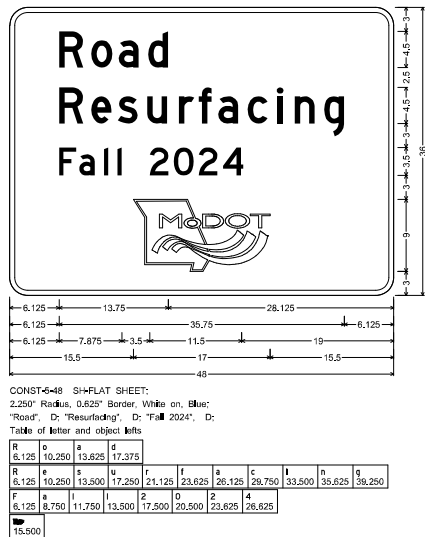 Road
Resurfacing
Fall 2024
MoDOT
3
4.5
2.5
4.5
3
3.5
3
9
3
36
6.125 13.75 28.125
6.125 35.75 6.125
6.125 7.875 3.5 11.5 19
15.5 17 15.5
48
CONST-5-48 SH-FLAT SHEET;
2.250" Radius, 0.625" Border, White on, Blue;
"Road", D; "Resurfacing", D; "Fall 2024", D;
Table of letter and object lefts
R o a d
6.125 10.250 13.625 17.375
R e s u r f a c i n g
6.125 10.250 13.500 17.250 21.125 23.625 26.125 29.750 33.500 35.625 39.250
F a l l 2 0 2 4
6.125 8.750 11.750 13.500 17.500 20.500 23.625 26.625
15.500